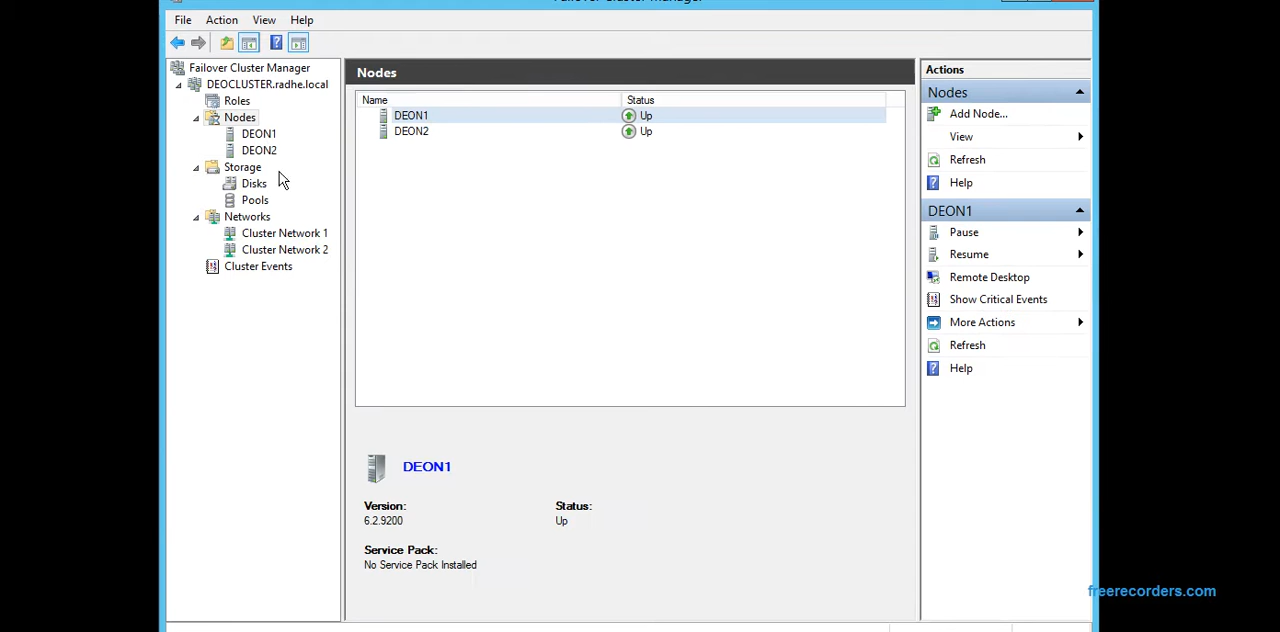 Failover Cluster Manager
File Action View Help
Failover Cluster Manager
DEOCLUSTER.radhe.local
Roles
Nodes
DEON1
DEON2
Storage
Disks
Pools
Networks
Cluster Network 1
Cluster Network 2
Cluster Events
Nodes
Name Status
DEON1 Up
DEON2 Up
DEON1
Version: Status:
6.2.9200 Up
Service Pack:
No Service Pack Installed
Actions
Nodes
Add Node...
View
Refresh
Help
DEON1
Pause
Resume
Remote Desktop
Show Critical Events
More Actions
Refresh
Help
freerecorders.com